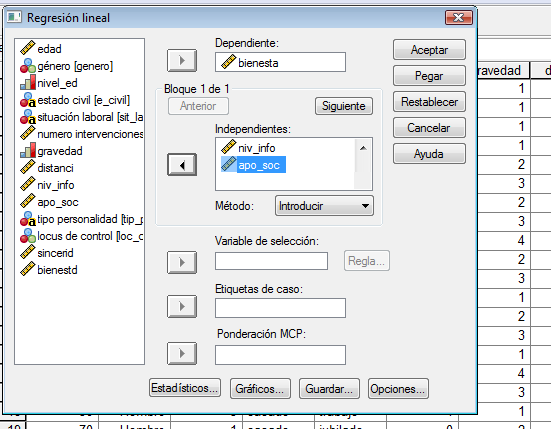 Regresión lineal
edad
género [genero]
nivel_ed
estado civil [e_civil]
situación laboral [sit_la
numero intervenciones
gravedad
distanci
niv_info
apo_soc
tipo personalidad [tip_p
locus de control [loc_c
sincerid
bienestd
Dependiente:
bienesta
Bloque 1 de 1
Anterior
Siguiente
Independientes:
niv_info
apo_soc
Método:
Introducir
Variable de selección:
Regla...
Etiquetas de caso:
Ponderación MCP:
Estadísticos...
Gráficos...
Guardar...
Opciones...
Aceptar
Pegar
Restablecer
Cancelar
Ayuda
ravedad
d
1
1
1
1
2
2
3
4
2
3
1
3
2
3
1
4
3